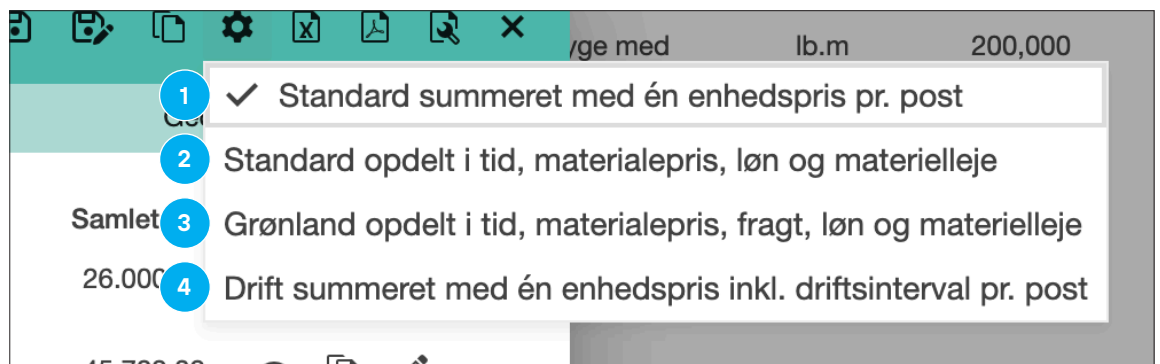 yge med lb.m 200,000
1 Standard summeret med én enhedspris pr. post
2 Standard opdelt i tid, materialepris, løn og materielleje
Samlet 3 Grønland opdelt i tid, materialepris, fragt, løn og materielleje
26.000 4 Drift summeret med én enhedspris inkl. driftsinterval pr. post